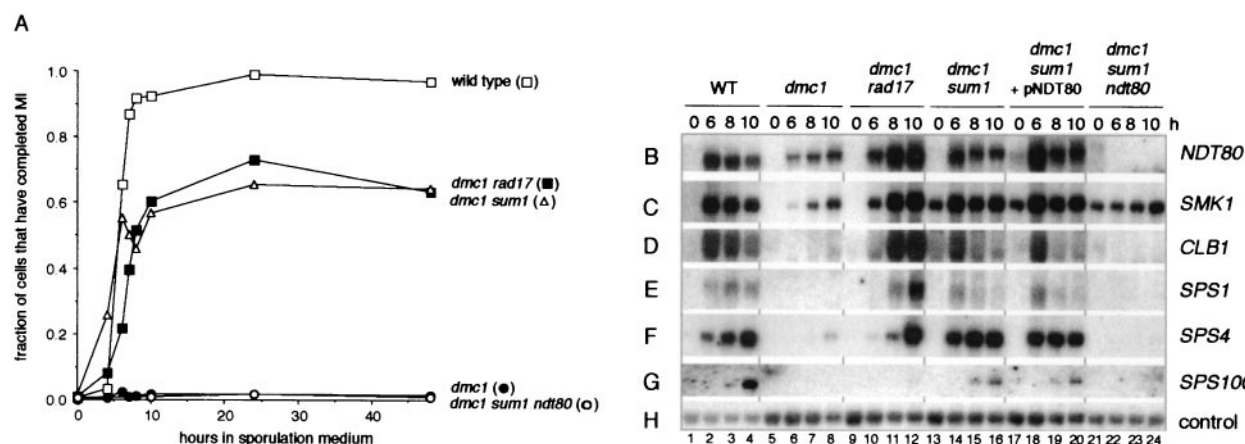 A
fraction of cells that have completed MI
1.0
0.8
0.6
0.4
0.2
0.0
0 10 20 30 40
hours in sporulation medium
wild type (□)
dmc1 rad17 (■)
dmc1 sum1 (△)
dmc1 (●)
dmc1 sum1 ndt80 (○)
WT
dmc1
dmc1
rad17
dmc1
sum1
dmc1
sum1
+ pNDT80
dmc1
sum1
ndt80
0 6 8 10 0 6 8 10 0 6 8 10 0 6 8 10 0 6 8 10 0 6 8 10 h
B NDT80
C SMK1
D CLB1
E SPS1
F SPS4
G SPS100
H control
1 2 3 4 5 6 7 8 9 10 11 12 13 14 15 16 17 18 19 20 21 22 23 24